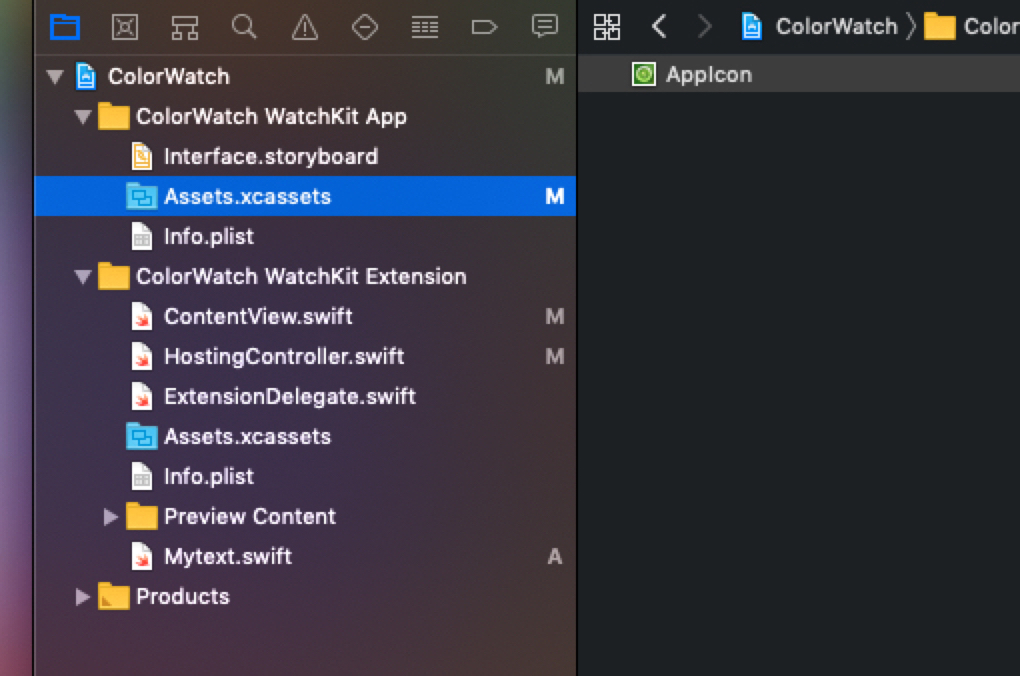 ColorWatch 〉 Color
AppIcon
ColorWatch M
ColorWatch WatchKit App
Interface.storyboard
Assets.xcassets M
Info.plist
ColorWatch WatchKit Extension
ContentView.swift M
HostingController.swift M
ExtensionDelegate.swift
Assets.xcassets
Info.plist
Preview Content
Mytext.swift A
Products